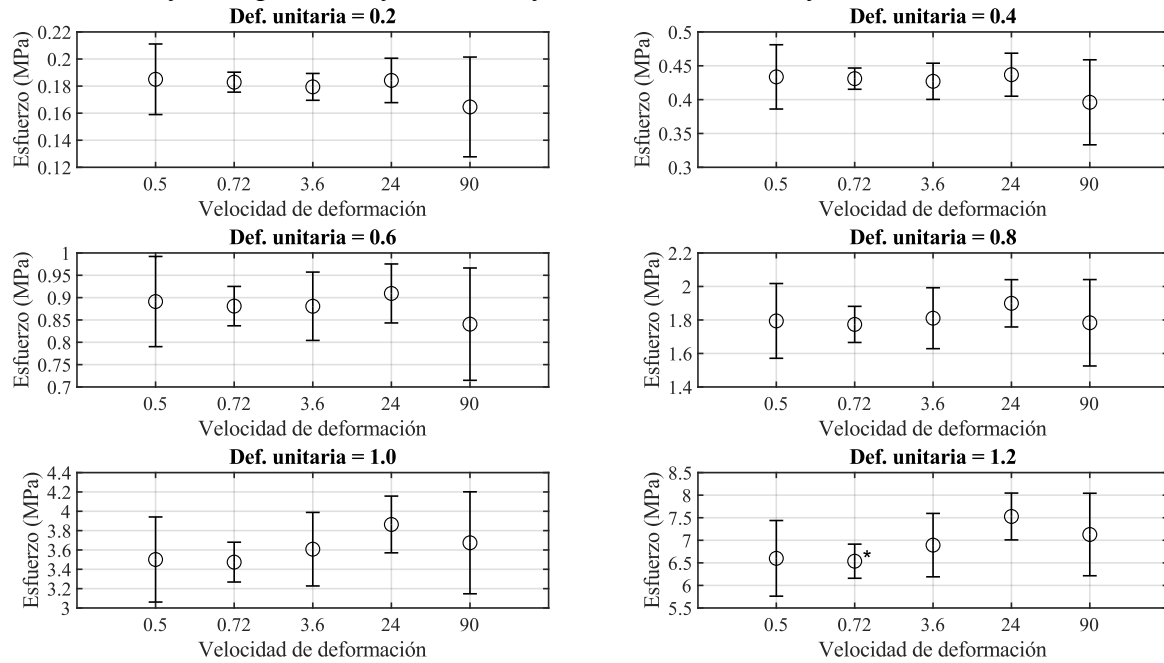 Def. unitaria = 0.2
Esfuerzo (MPa)
0.22
0.2
0.18
0.16
0.14
0.12
0.5 0.72 3.6 24 90
Velocidad de deformación
Def. unitaria = 0.4
Esfuerzo (MPa)
0.5
0.45
0.4
0.35
0.3
0.5 0.72 3.6 24 90
Velocidad de deformación
Def. unitaria = 0.6
Esfuerzo (MPa)
1
0.95
0.9
0.85
0.8
0.75
0.7
0.5 0.72 3.6 24 90
Velocidad de deformación
Def. unitaria = 0.8
Esfuerzo (MPa)
2.2
2
1.8
1.6
1.4
0.5 0.72 3.6 24 90
Velocidad de deformación
Def. unitaria = 1.0
Esfuerzo (MPa)
4.4
4.2
4
3.8
3.6
3.4
3.2
3
0.5 0.72 3.6 24 90
Velocidad de deformación
Def. unitaria = 1.2
Esfuerzo (MPa)
8.5
8
7.5
7
6.5
6
5.5
*
0.5 0.72 3.6 24 90
Velocidad de deformación